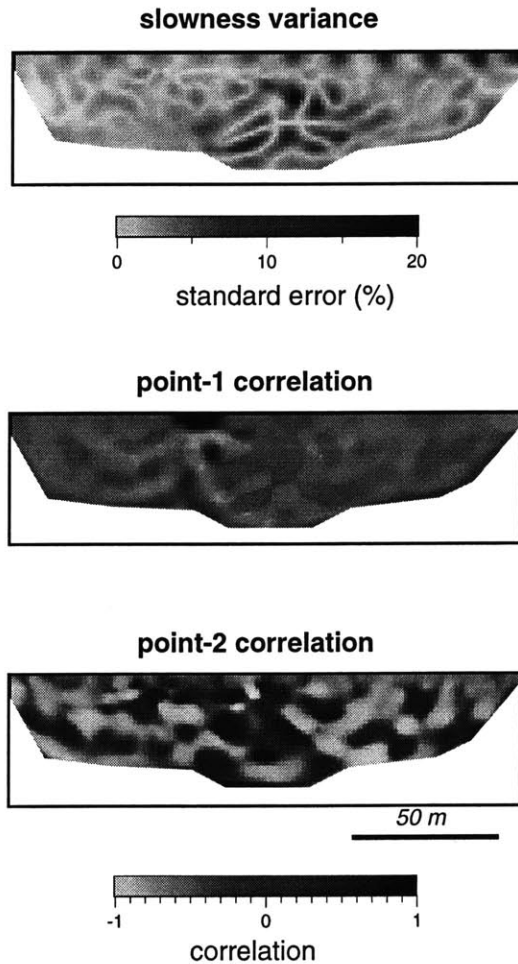 slowness variance
0 10 20
standard error (%)
point-1 correlation
point-2 correlation
50 m
-1 0 1
correlation